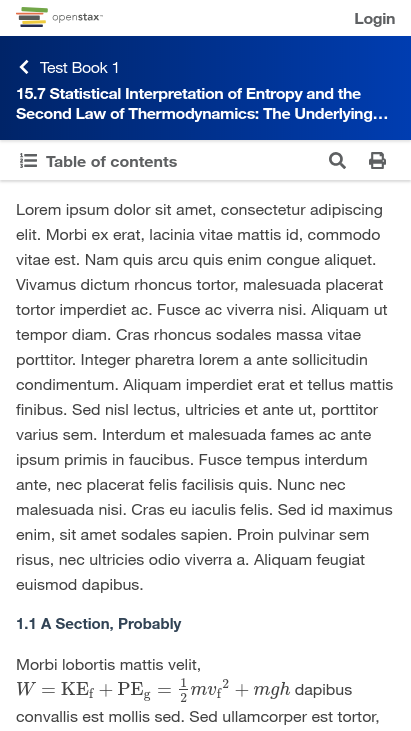 openstax™
Login
Test Book 1
15.7 Statistical Interpretation of Entropy and the
Second Law of Thermodynamics: The Underlying…
Table of contents
Lorem ipsum dolor sit amet, consectetur adipiscing
elit. Morbi ex erat, lacinia vitae mattis id, commodo
vitae est. Nam quis arcu quis enim congue aliquet.
Vivamus dictum rhoncus tortor, malesuada placerat
tortor imperdiet ac. Fusce ac viverra nisi. Aliquam ut
tempor diam. Cras rhoncus sodales massa vitae
porttitor. Integer pharetra lorem a ante sollicitudin
condimentum. Aliquam imperdiet erat et tellus mattis
finibus. Sed nisl lectus, ultricies et ante ut, porttitor
varius sem. Interdum et malesuada fames ac ante
ipsum primis in faucibus. Fusce tempus interdum
ante, nec placerat felis facilisis quis. Nunc nec
malesuada nisi. Cras eu iaculis felis. Sed id maximus
enim, sit amet sodales sapien. Proin pulvinar sem
risus, nec ultricies odio viverra a. Aliquam feugiat
euismod dapibus.
1.1 A Section, Probably
Morbi lobortis mattis velit,
W = KE_f + PE_g = 1/2 mv_f² + mgh dapibus
convallis est mollis sed. Sed ullamcorper est tortor,